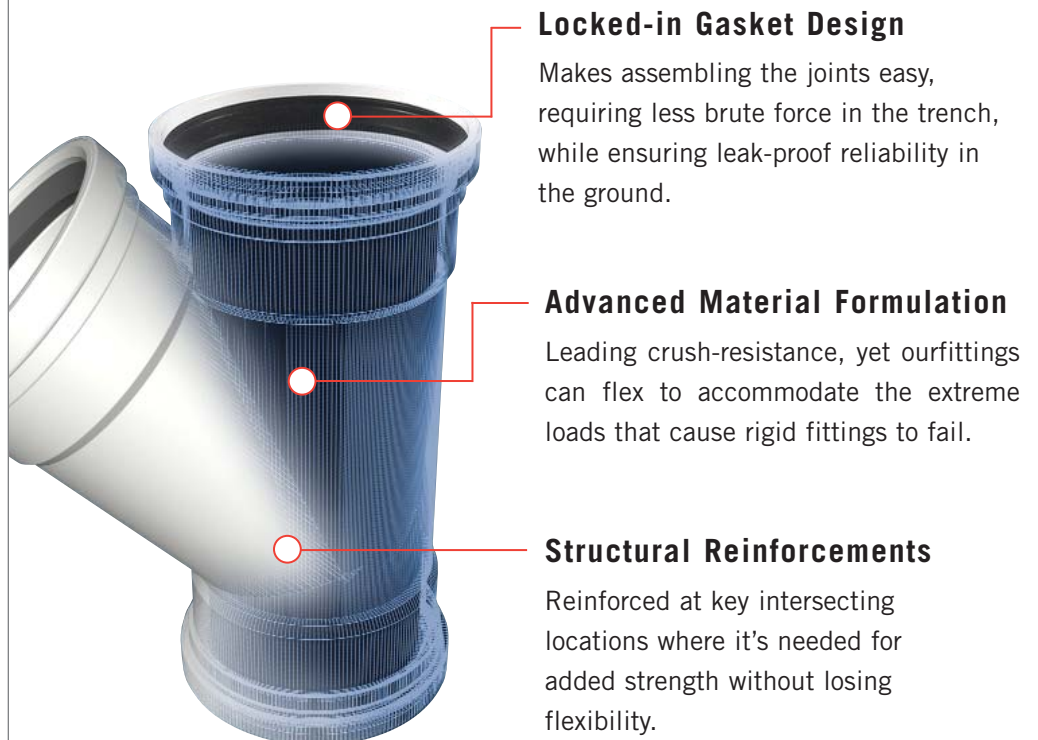 Locked-in Gasket Design
Makes assembling the joints easy,
requiring less brute force in the trench,
while ensuring leak-proof reliability in
the ground.
Advanced Material Formulation
Leading crush-resistance, yet ourfittings
can flex to accommodate the extreme
loads that cause rigid fittings to fail.
Structural Reinforcements
Reinforced at key intersecting
locations where it’s needed for
added strength without losing
flexibility.